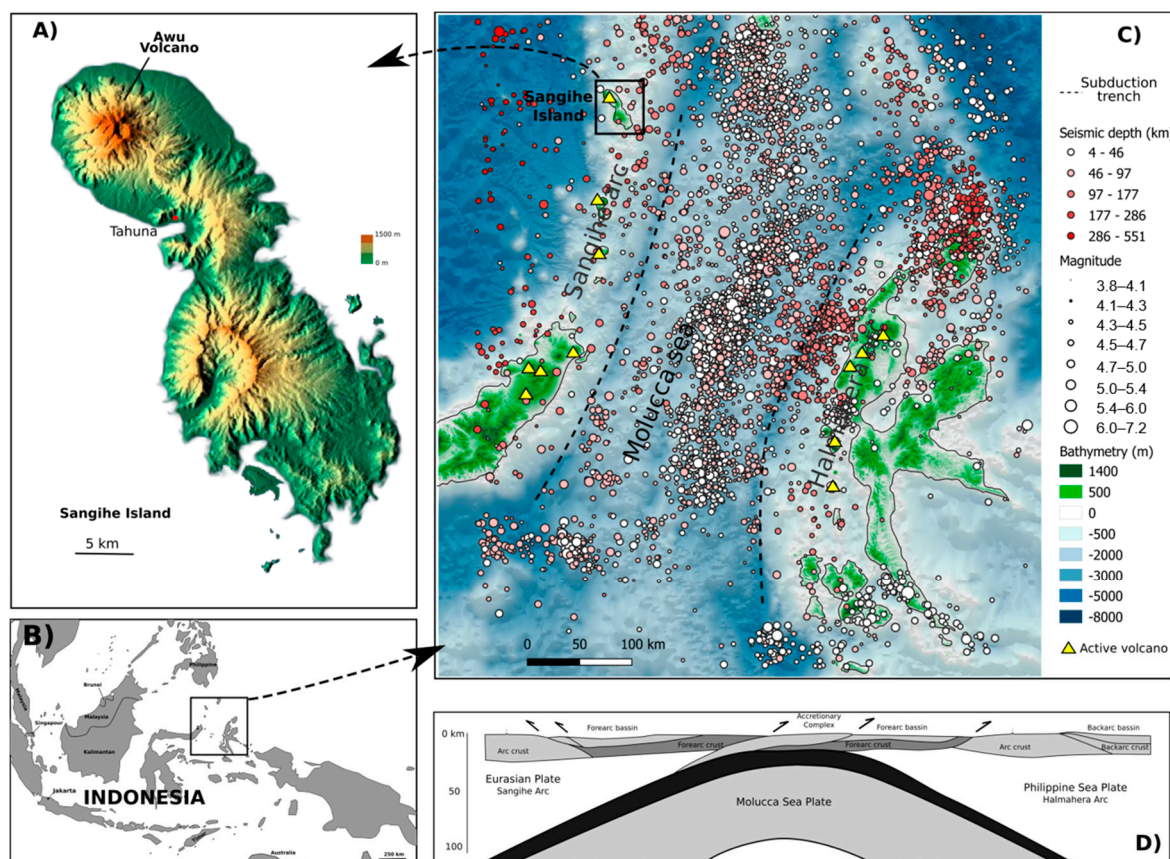 A)
Awu
Volcano
Tahuna
1500 m
0 m
Sangihe Island
5 km
B)
Philippine
Brunei
Malaysia
Malaysia
Singapour
Kalimantan
Jakarta
INDONESIA
Timor
Australia
250 km
C)
Sangihe
Island
Sangihe arc
Molucca sea
0 50 100 km
Subduction
trench
Seismic depth (km)
4 - 46
46 - 97
97 - 177
177 - 286
286 - 551
Magnitude
3.8–4.1
4.1–4.3
4.3–4.5
4.5–4.7
4.7–5.0
5.0–5.4
5.4–6.0
6.0–7.2
Bathymetry (m)
1400
500
0
-500
-2000
-3000
-5000
-8000
Active volcano
0 km
50
100
Forearc bassin
Accretionary
Complex
Forearc bassin
Backarc bassin
Arc crust
Forearc crust
Forearc crust
Arc crust
Backarc crust
Eurasian Plate
Sangihe Arc
Molucca Sea Plate
Philippine Sea Plate
Halmahera Arc
D)